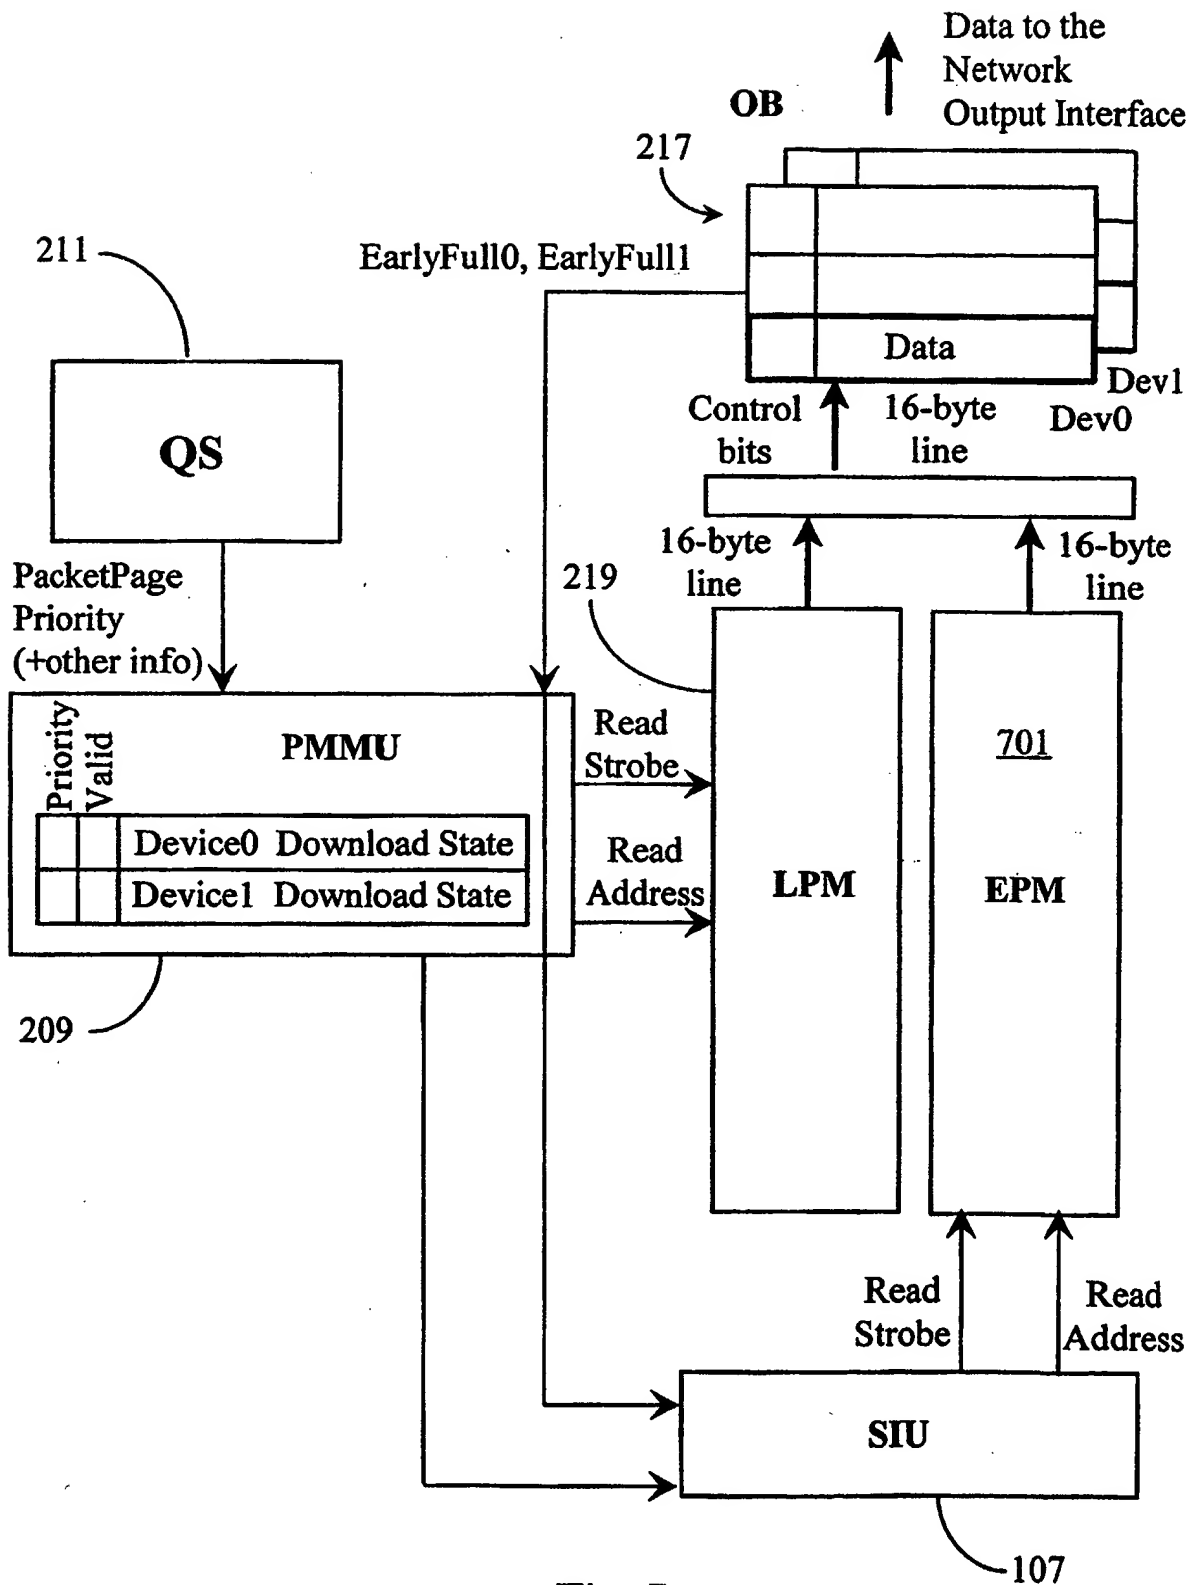 Data to the
Network
Output Interface
OB
217
211
EarlyFull0, EarlyFull1
Data
Dev1
Dev0
Control
bits
16-byte
line
QS
16-byte
line
16-byte
line
219
PacketPage
Priority
(+other info)
Priority
Valid
PMMU
Read
Strobe
701
Device0 Download State
Device1 Download State
Read
Address
LPM
EPM
209
Read
Strobe
Read
Address
SIU
107